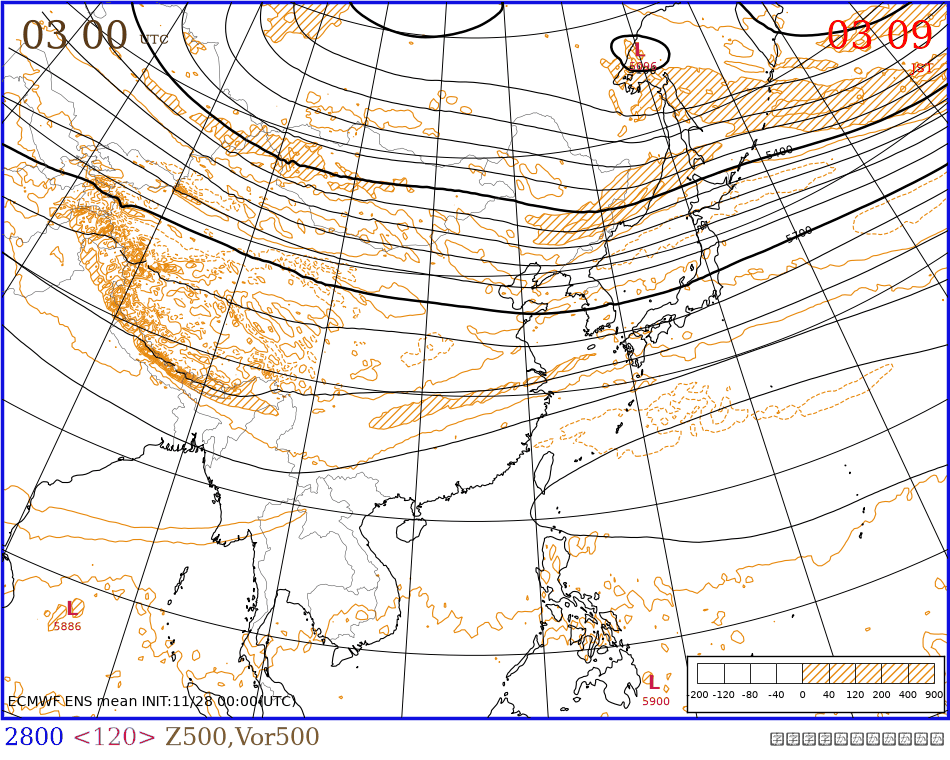 03 00 UTC
03 09 JST
L
5400
5700
L
5886
L
5900
-200 -120 -80 -40 0 40 120 200 400 900
ECMWF ENS mean INIT:11/28 00:00(UTC)
2800 <120> Z500,Vor500